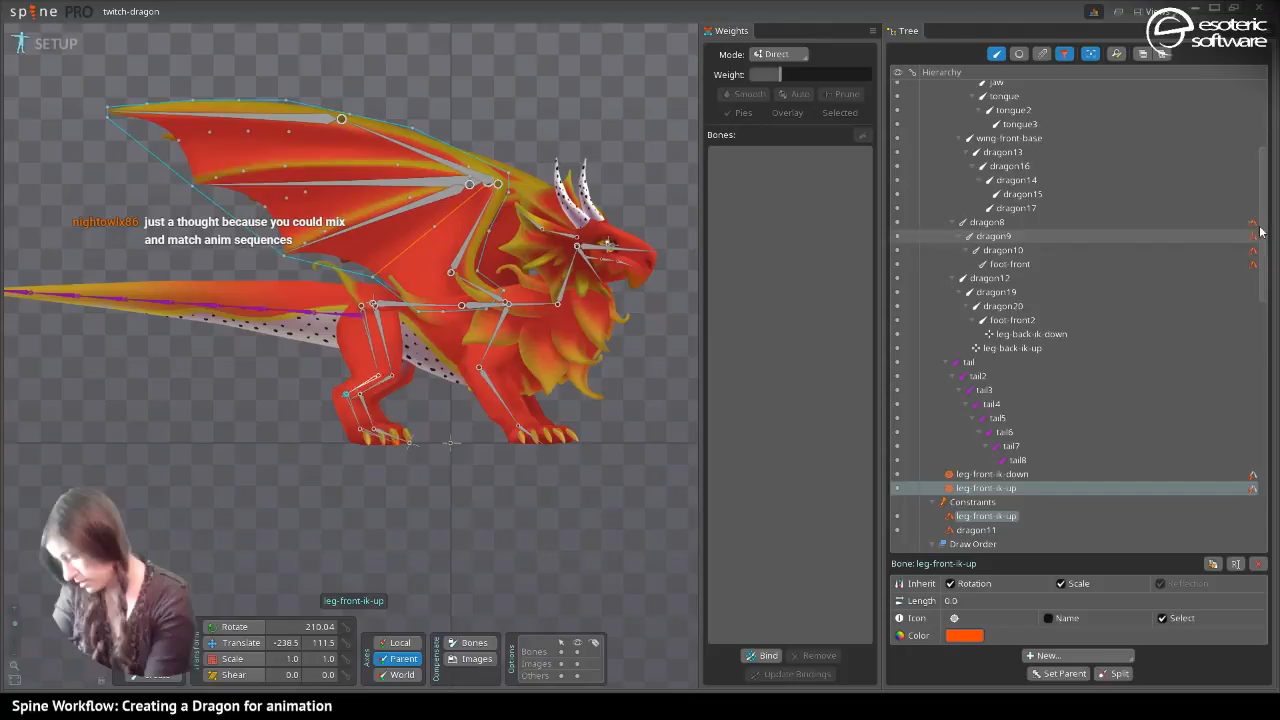 spine PRO
twitch-dragon
Views
esoteric software
SETUP
nightowlx86 just a thought because you could mix
and match anim sequences
leg-front-ik-up
Rotate 210.04
Translate -238.5 111.5
Scale 1.0 1.0
Shear 0.0 0.0
Transform
Axes
Local
Parent
World
Compensate
Bones
Images
Options
Bones
Images
Others
Weights
Mode: Direct
Weight:
Smooth Auto Prune
Pies Overlay Selected
Bones:
Bind Remove
Update Bindings
Tree
Hierarchy
jaw
tongue
tongue2
tongue3
wing-front-base
dragon13
dragon16
dragon14
dragon15
dragon17
dragon8
dragon9
dragon10
foot-front
dragon12
dragon19
dragon20
foot-front2
leg-back-ik-down
leg-back-ik-up
tail
tail2
tail3
tail4
tail5
tail6
tail7
tail8
leg-front-ik-down
leg-front-ik-up
Constraints
leg-front-ik-up
dragon11
Draw Order
Bone: leg-front-ik-up
Inherit Rotation Scale Reflection
Length 0.0
Icon Name Select
Color
New...
Set Parent Split
Spine Workflow: Creating a Dragon for animation